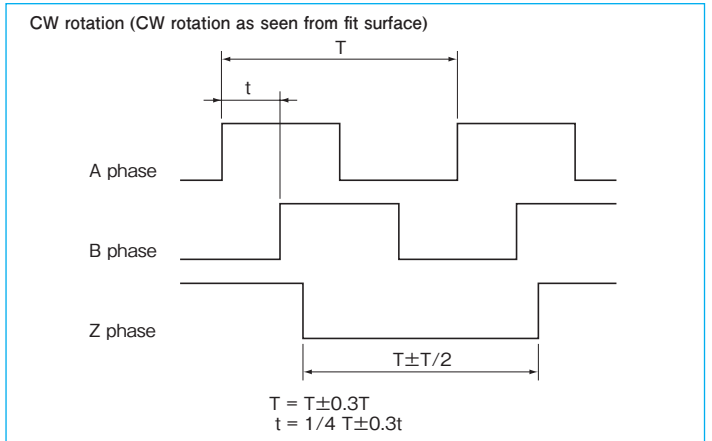 CW rotation (CW rotation as seen from fit surface)
T
t
A phase
B phase
Z phase
T±T/2
T = T±0.3T
t = 1/4 T±0.3t